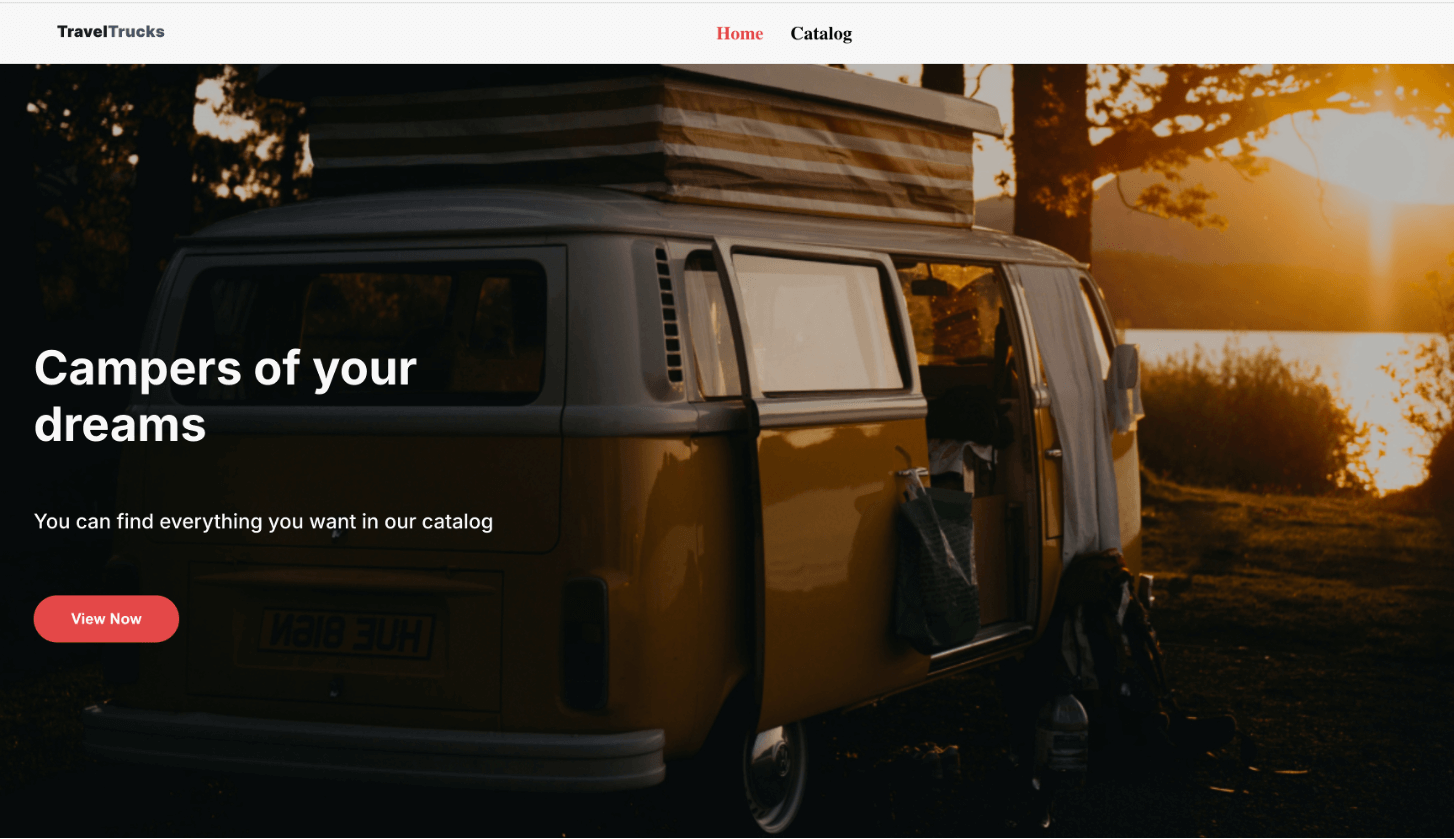 TravelTrucks
Home
Catalog
Campers of your
dreams
You can find everything you want in our catalog
View Now
HUE 816N